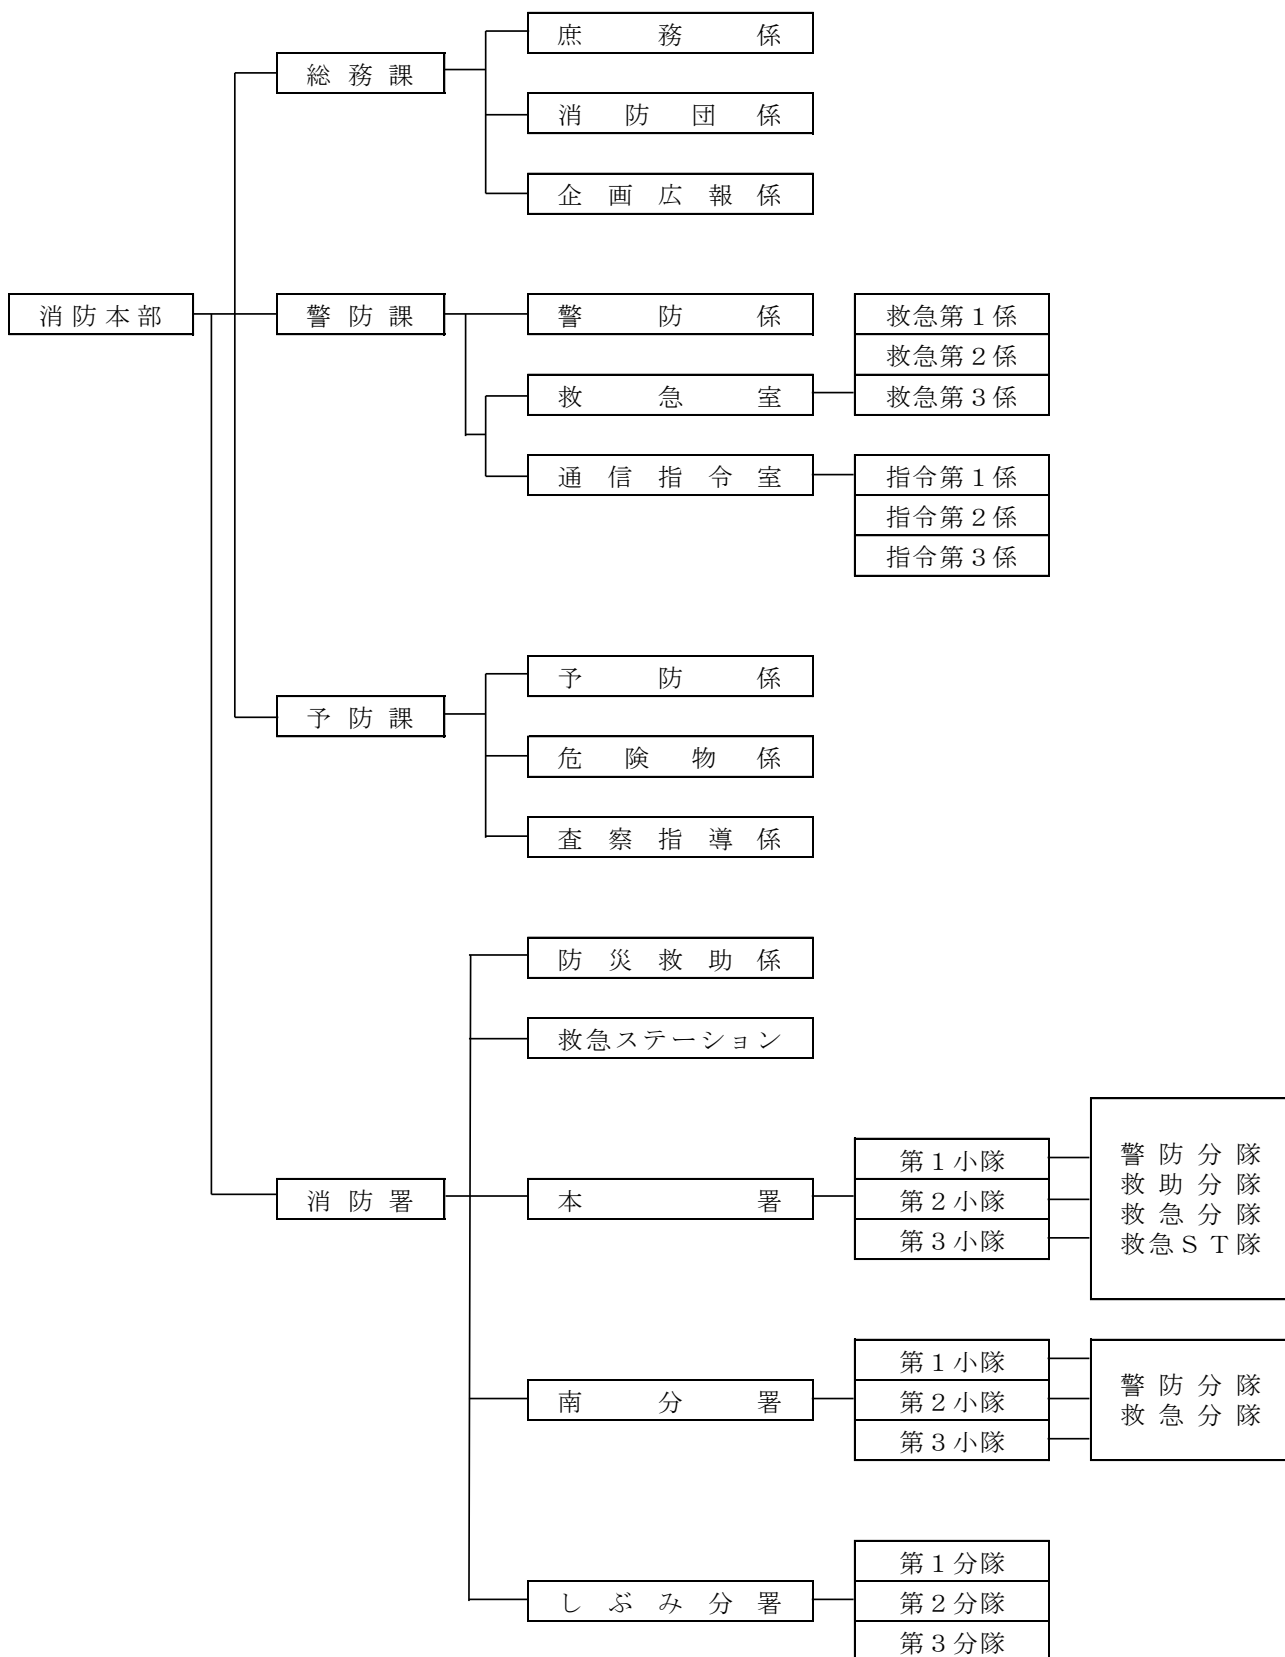 庶務係
総務課
消防団係
企画広報係
消防本部
警防課
警防係
救急第１係
救急第２係
救急室
救急第３係
通信指令室
指令第１係
指令第２係
指令第３係
予防係
予防課
危険物係
査察指導係
防災救助係
救急ステーション
消防署
本署
第１小隊
第２小隊
第３小隊
警防分隊
救助分隊
救急分隊
救急ＳＴ隊
南分署
第１小隊
第２小隊
第３小隊
警防分隊
救急分隊
しぶみ分署
第１分隊
第２分隊
第３分隊